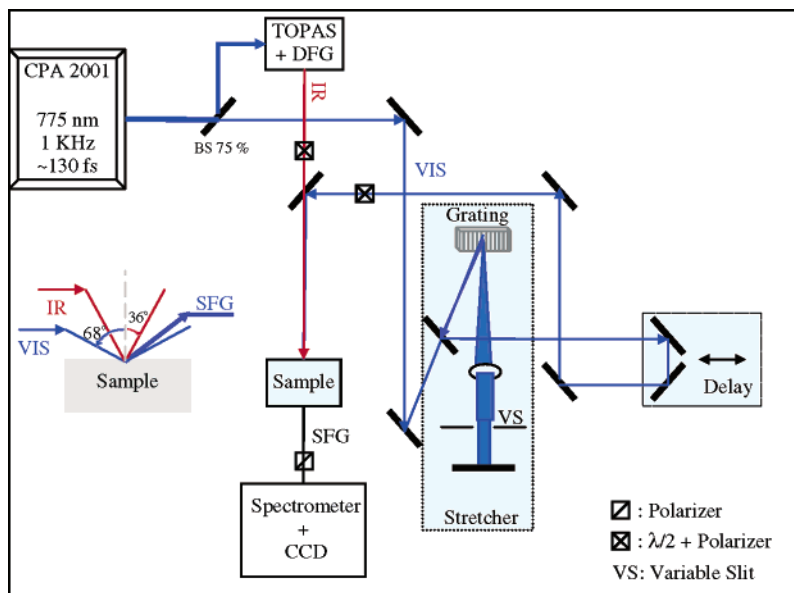 TOPAS
+ DFG
CPA 2001
775 nm
1 KHz
~130 fs
IR
BS 75 %
VIS
Grating
IR
36°
SFG
68°
VIS
Sample
Sample
Delay
VS
SFG
Spectrometer
+
CCD
Stretcher
: Polarizer
: λ/2 + Polarizer
VS: Variable Slit